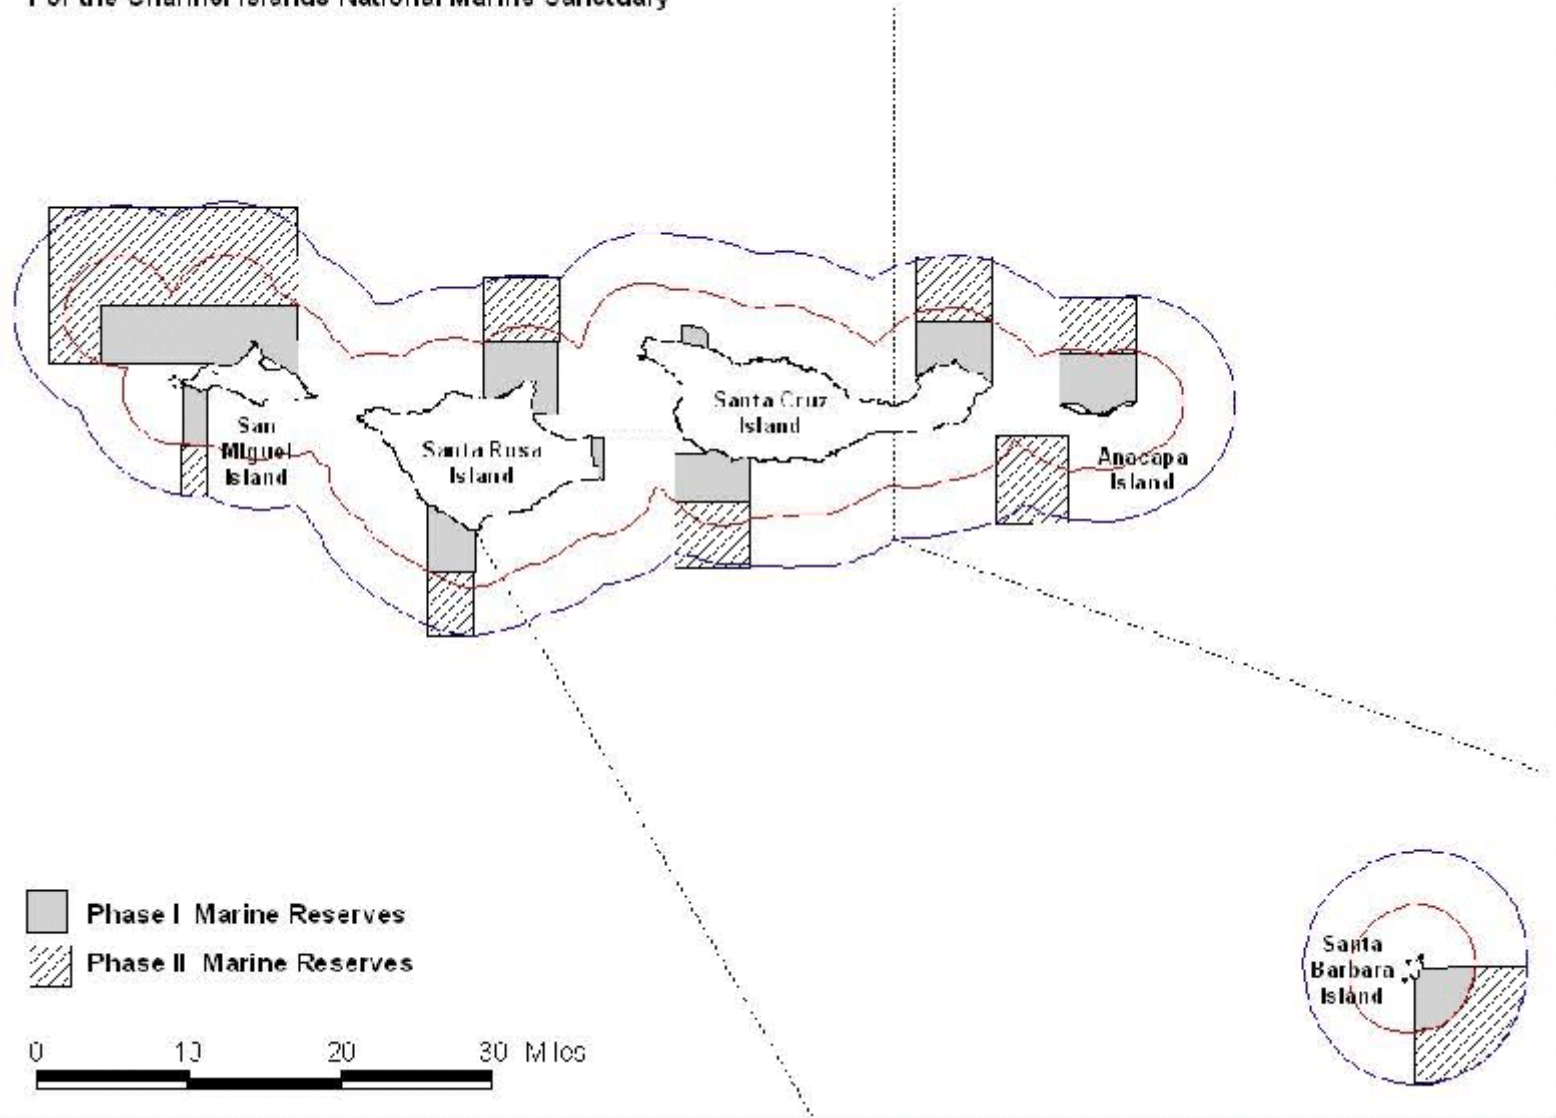 For the Channel Islands National Marine Sanctuary
San
Miguel
Island
Santa Rosa
Island
Santa Cruz
Island
Anacapa
Island
Santa
Barbara
Island
Phase I Marine Reserves
Phase II Marine Reserves
0 10 20 30 Miles